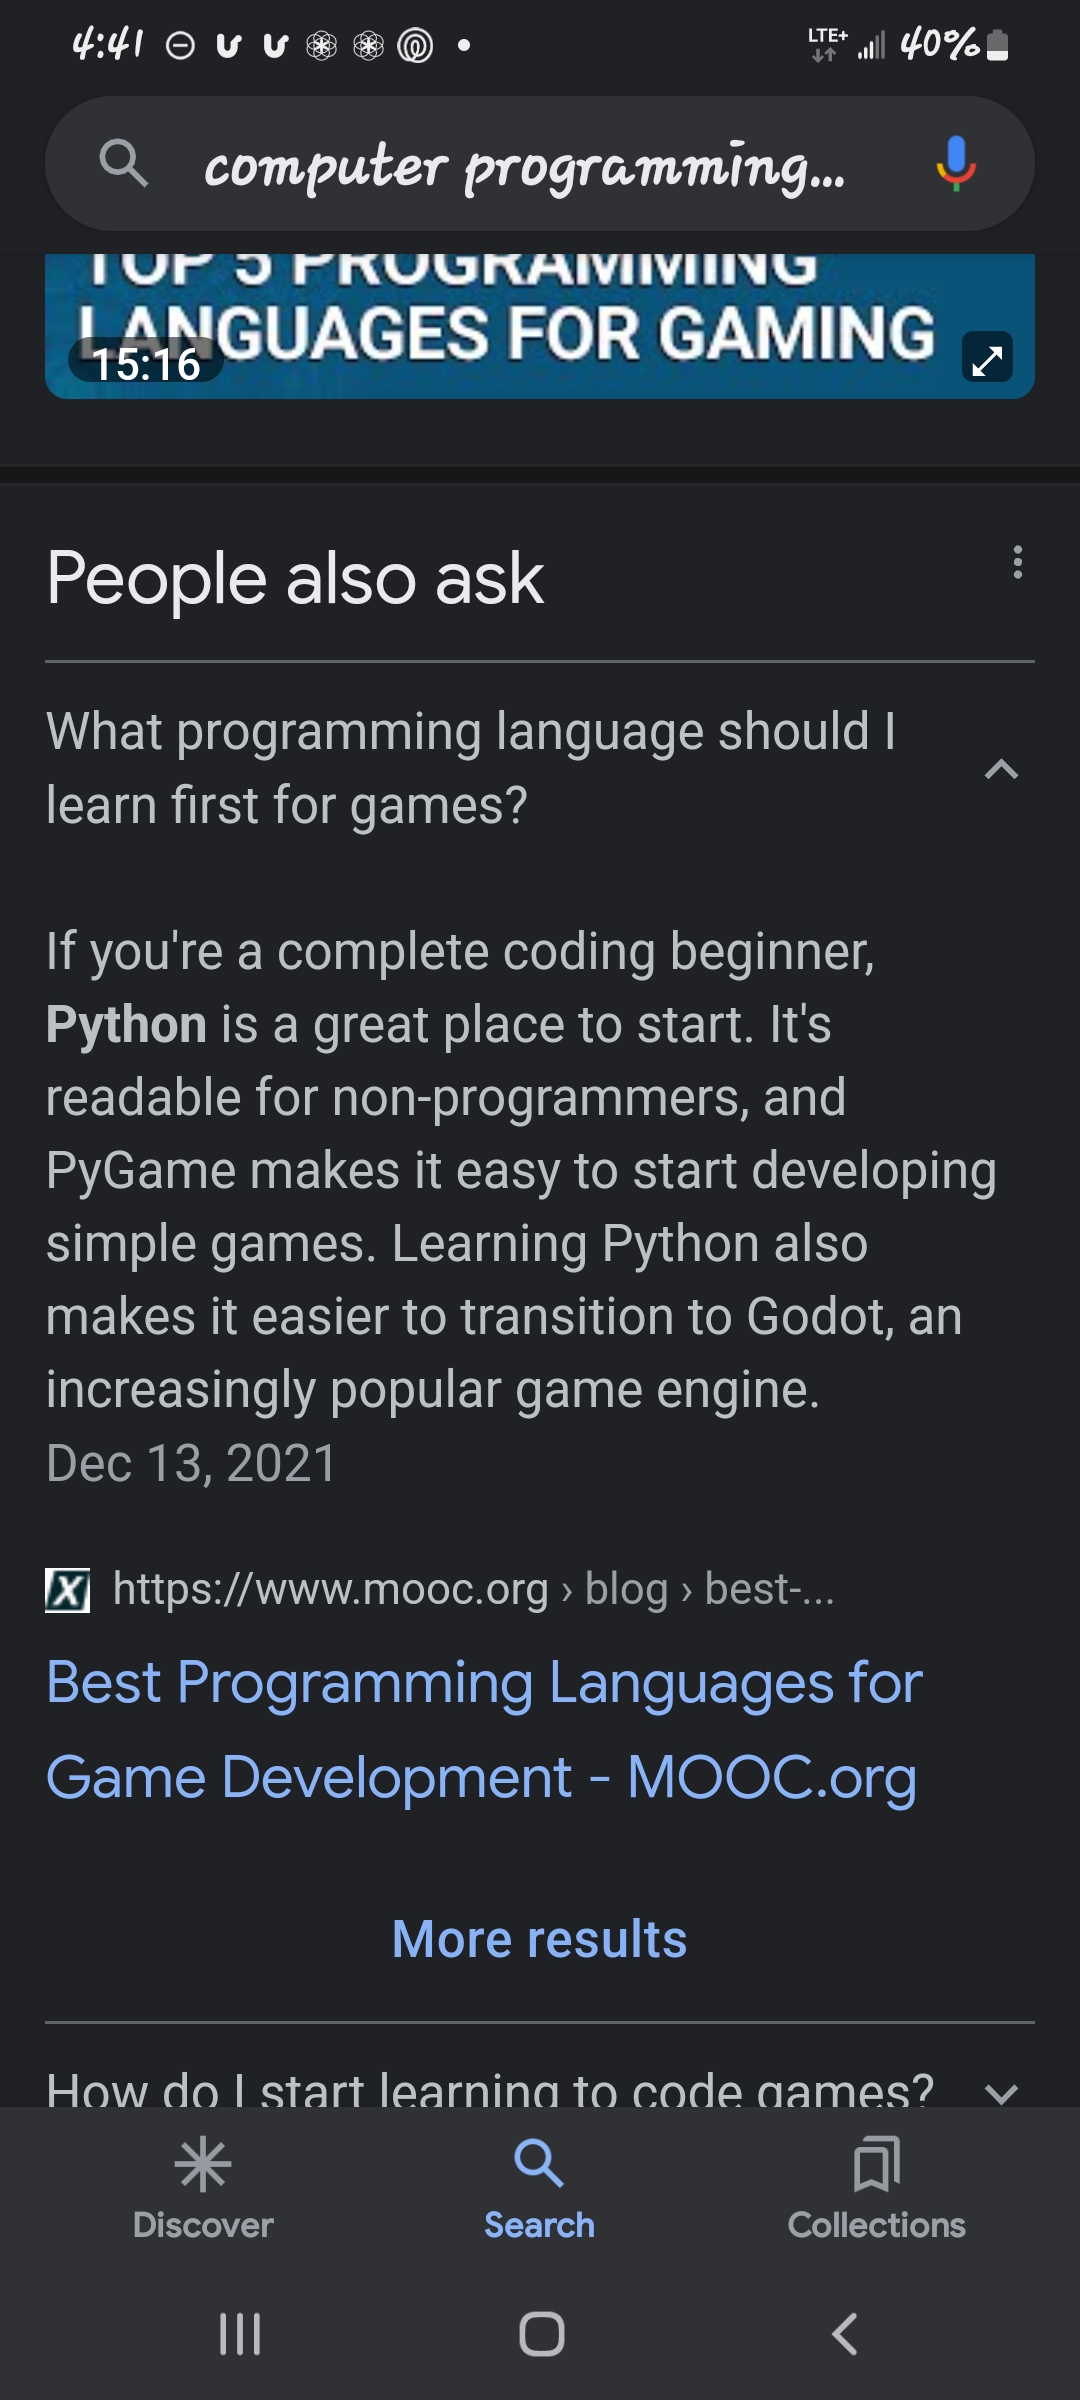 4:41
LTE+
40%
computer programming...
TOP 5 PROGRAMMING
LANGUAGES FOR GAMING
15:16
People also ask
What programming language should I
learn first for games?
If you're a complete coding beginner,
Python is a great place to start. It's
readable for non-programmers, and
PyGame makes it easy to start developing
simple games. Learning Python also
makes it easier to transition to Godot, an
increasingly popular game engine.
Dec 13, 2021
X https://www.mooc.org › blog › best-...
Best Programming Languages for
Game Development - MOOC.org
More results
How do I start learning to code games?
Discover
Search
Collections